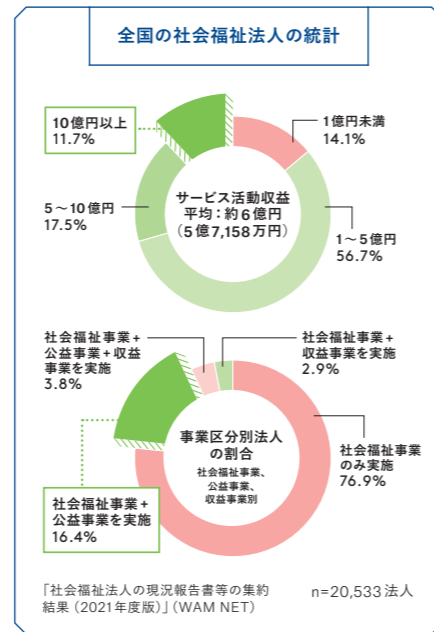 全国の社会福祉法人の統計
10億円以上
11.7%
1億円未満
14.1%
5〜10億円
17.5%
サービス活動収益
平均：約6億円
（5億7,158万円）
1〜5億円
56.7%
社会福祉事業＋
公益事業＋収益
事業を実施
3.8%
社会福祉事業＋
収益事業を実施
2.9%
事業区分別法人
の割合
社会福祉事業、
公益事業、
収益事業別
社会福祉事業
のみ実施
76.9%
社会福祉事業＋
公益事業を実施
16.4%
「社会福祉法人の現況報告書等の集約
結果（2021年度版）」（WAM NET）
n=20,533法人